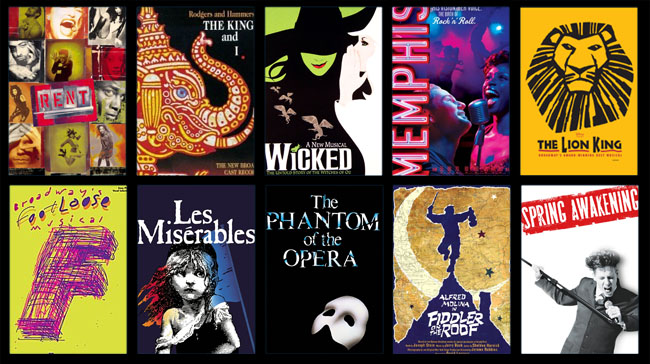 RENT
Rodgers and Hammers
THE KING
and
I
THE NEW BROA
CAST RECO
A NEW MUSICAL
WICKED
THE UNTOLD STORY OF THE WITCHES OF OZ
Rock 'n' Roll.
MEMPHIS
THE LION KING
Broadway's
Footloose
Musical
F
Les
Misérables
The
PHANTOM
of the
OPERA
ALFRED
MOLINA
IN
FIDDLER
ON THE
ROOF
SPRING AWAKENING